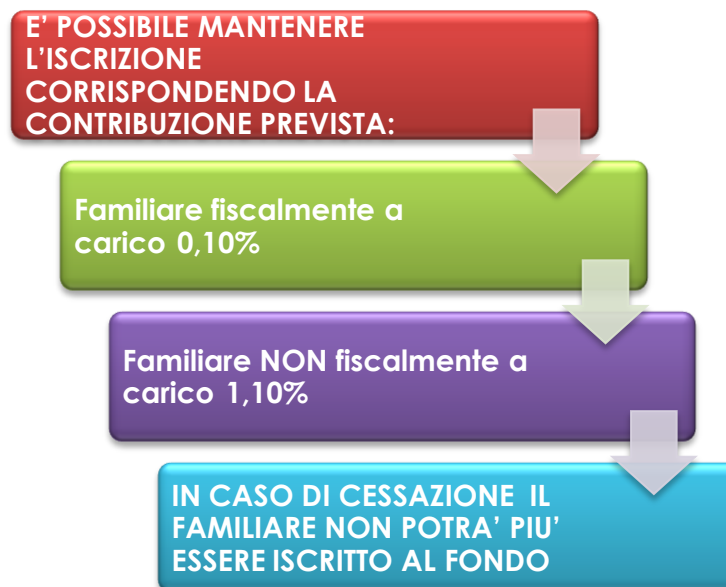 E' POSSIBILE MANTENERE
L'ISCRIZIONE
CORRISPONDENDO LA
CONTRIBUZIONE PREVISTA:
Familiare fiscalmente a
carico 0,10%
Familiare NON fiscalmente a
carico 1,10%
IN CASO DI CESSAZIONE IL
FAMILIARE NON POTRA' PIU'
ESSERE ISCRITTO AL FONDO